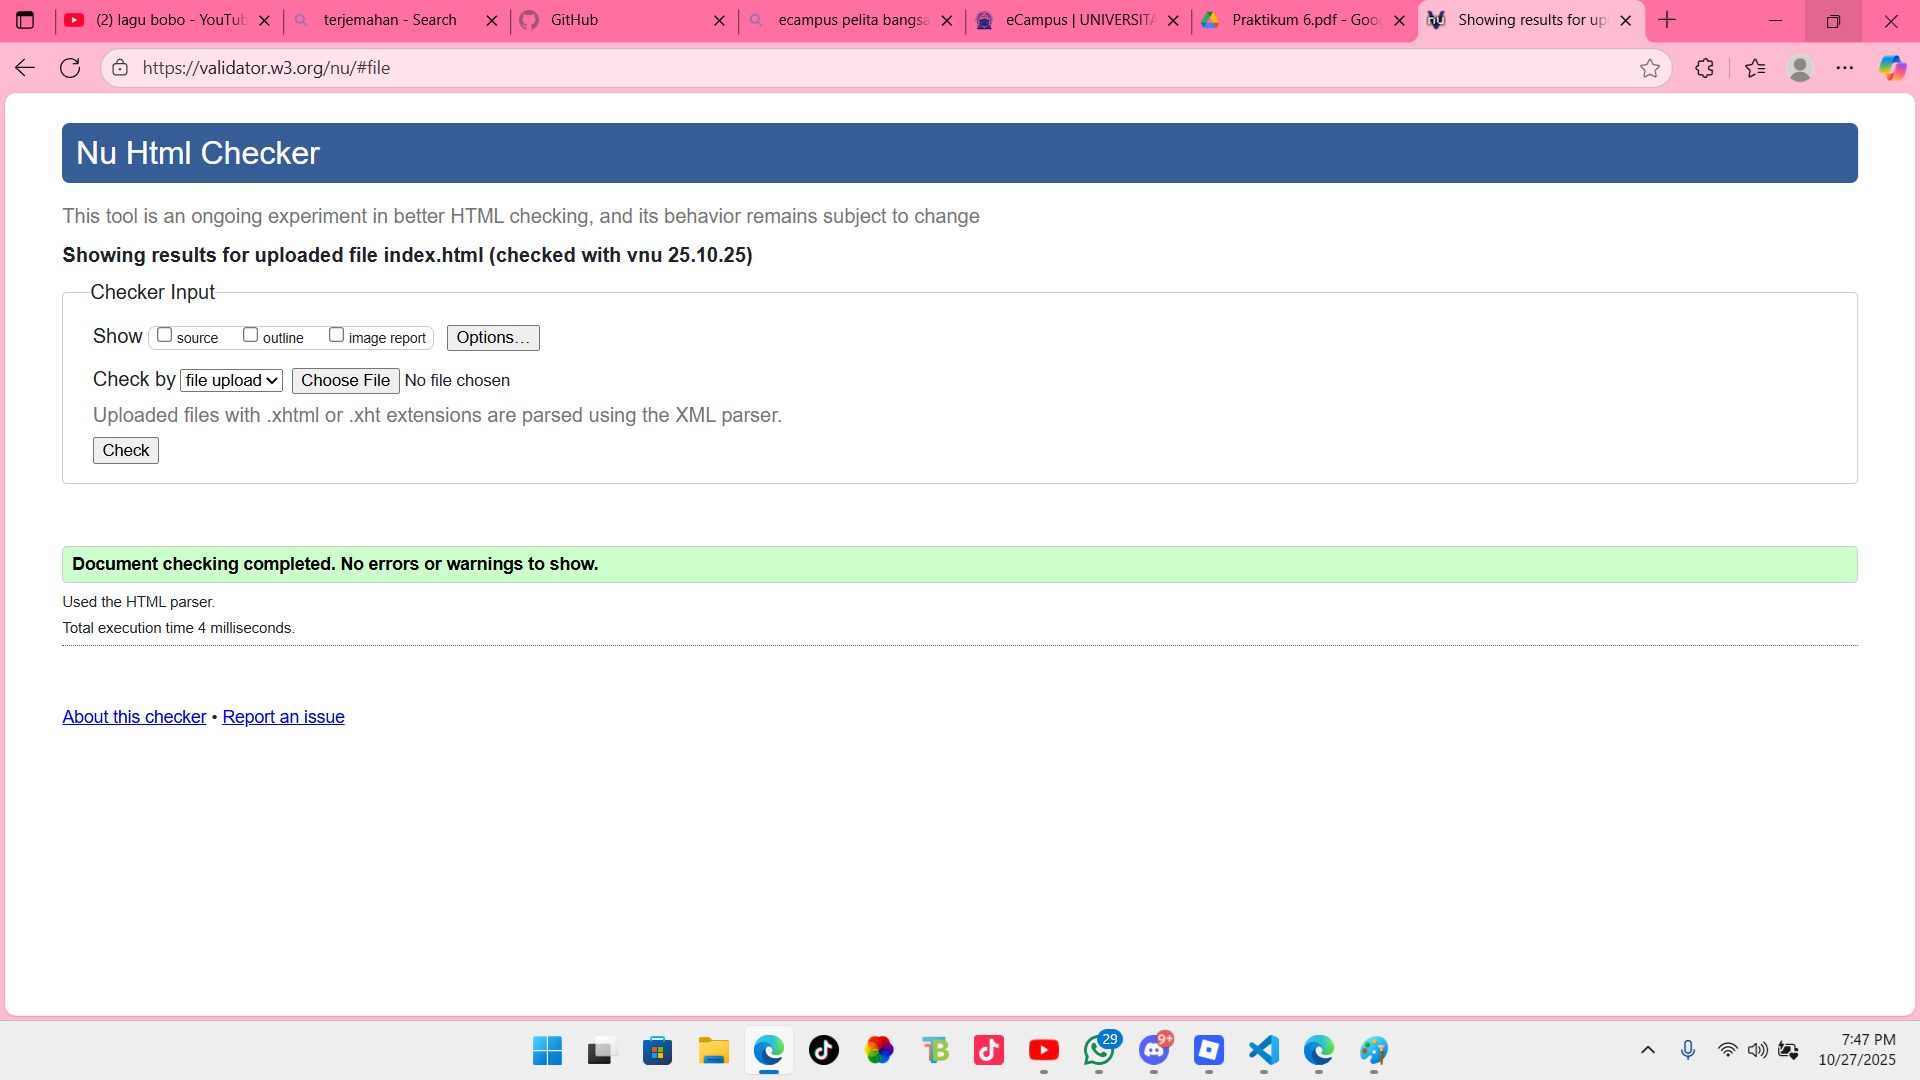 (2) lagu bobo - YouTub
terjemahan - Search
GitHub
ecampus pelita bangsa
eCampus | UNIVERSITA
Praktikum 6.pdf - Goo
Showing results for up
https://validator.w3.org/nu/#file
Nu Html Checker
This tool is an ongoing experiment in better HTML checking, and its behavior remains subject to change
Showing results for uploaded file index.html (checked with vnu 25.10.25)
Checker Input
Show source outline image report Options…
Check by file upload Choose File No file chosen
Uploaded files with .xhtml or .xht extensions are parsed using the XML parser.
Check
Document checking completed. No errors or warnings to show.
Used the HTML parser.
Total execution time 4 milliseconds.
About this checker • Report an issue
29
9+
7:47 PM
10/27/2025